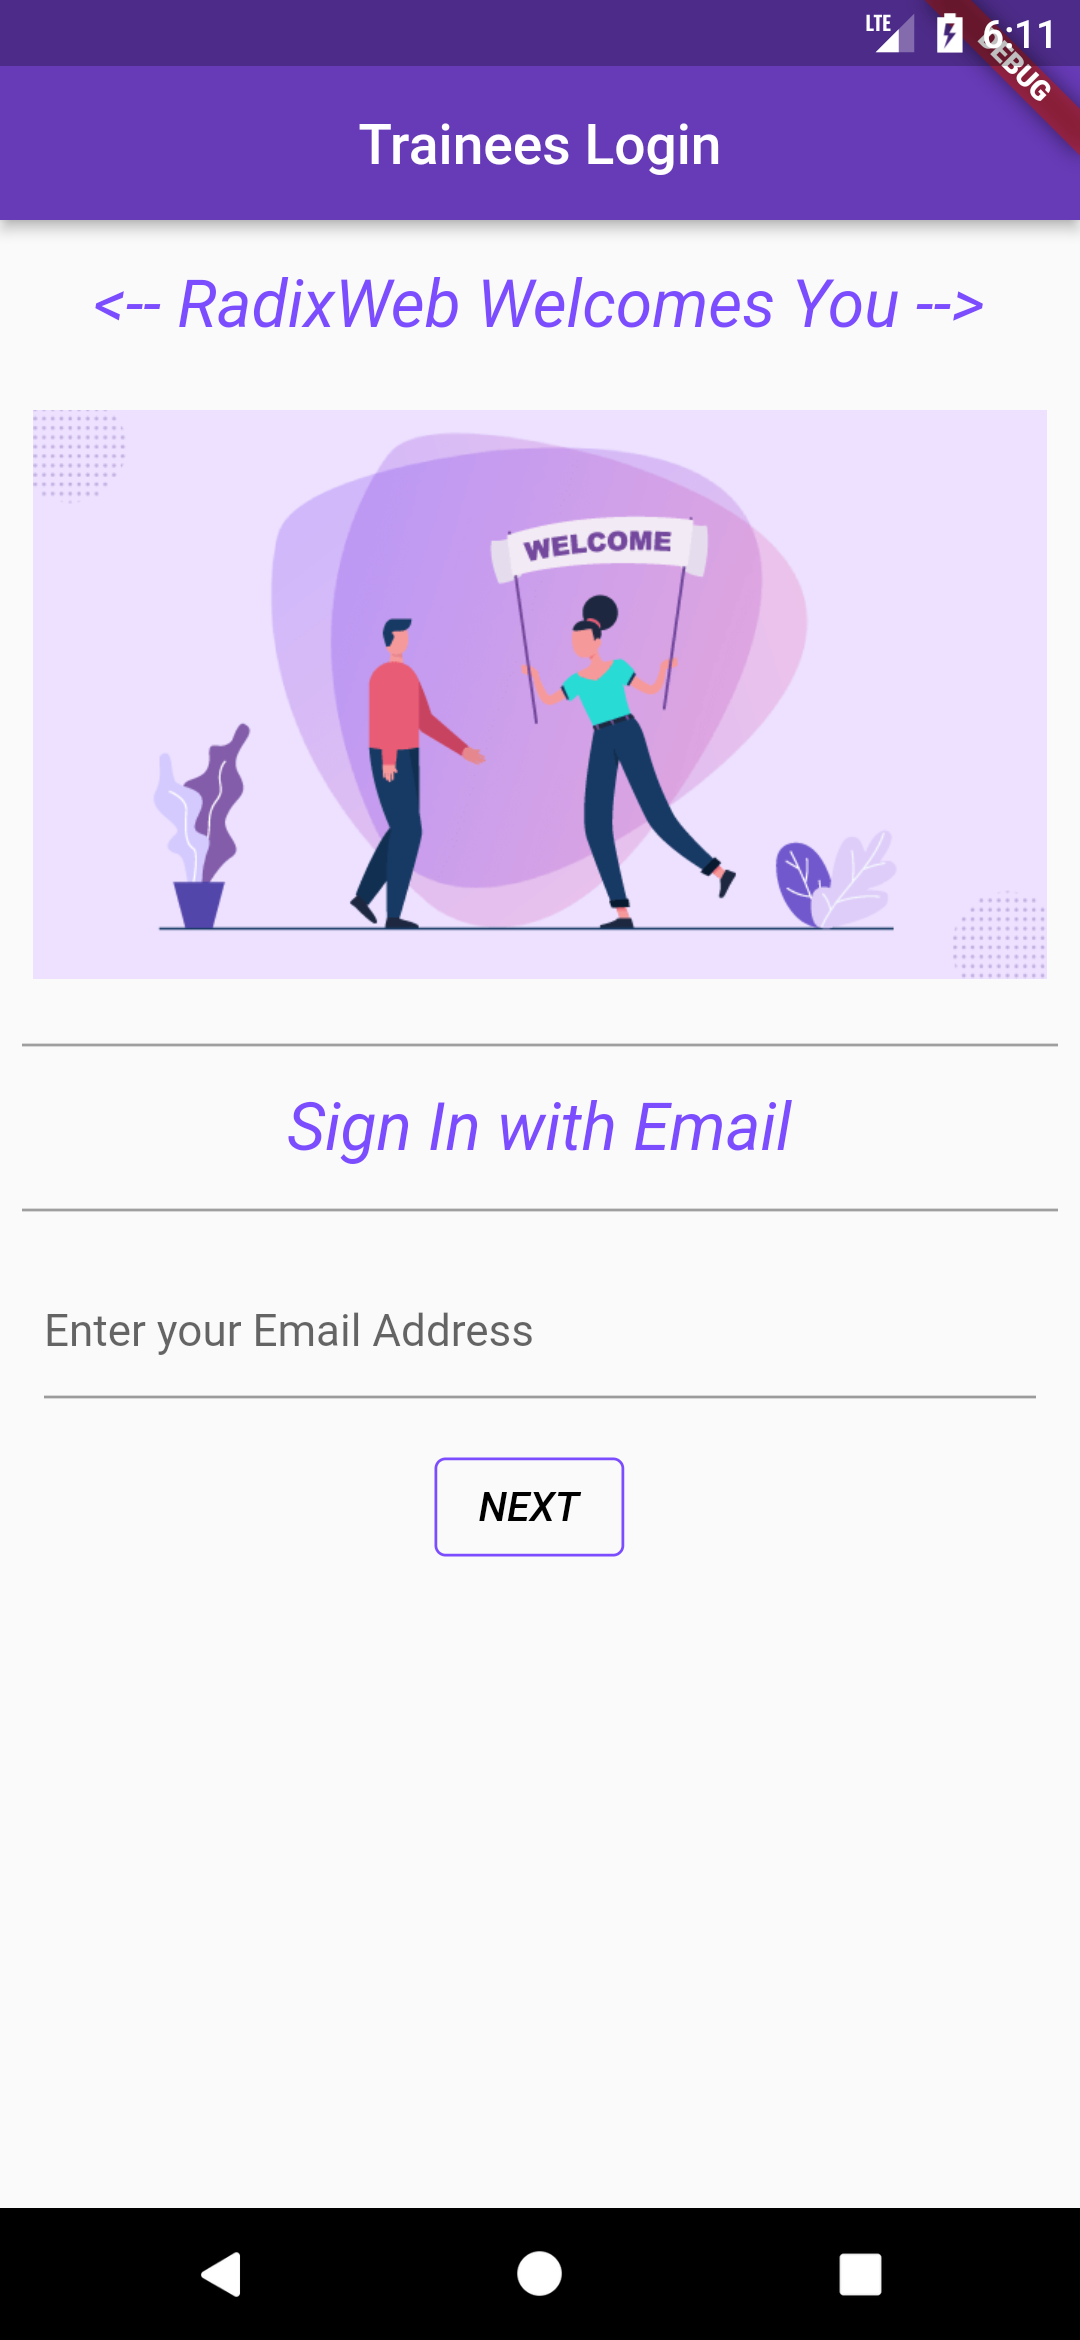 LTE 6:11
DEBUG
Trainees Login
<-- RadixWeb Welcomes You -->
WELCOME
Sign In with Email
Enter your Email Address
NEXT